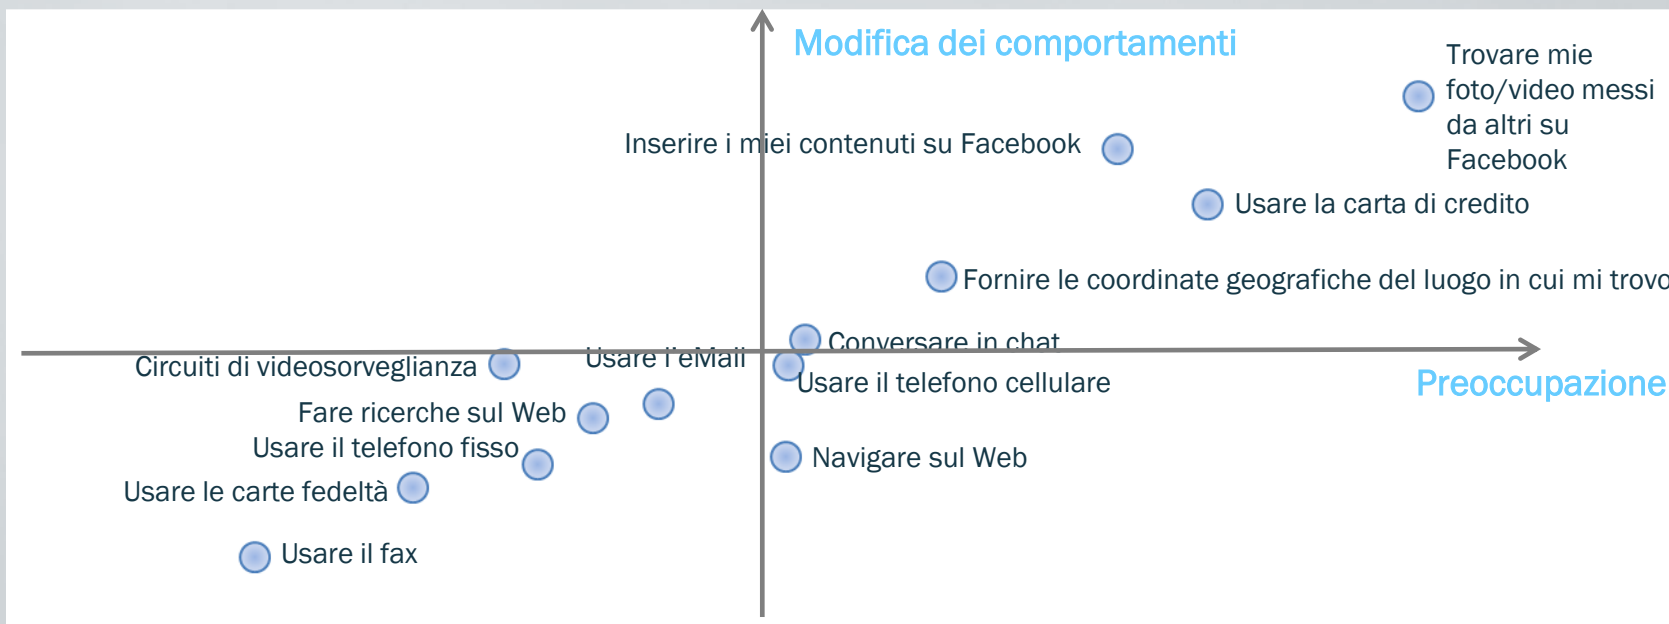 Modifica dei comportamenti
Trovare mie
foto/video messi
da altri su
Facebook
Inserire i miei contenuti su Facebook
Usare la carta di credito
Fornire le coordinate geografiche del luogo in cui mi trovo
Conversare in chat
Usare l'eMail
Circuiti di videosorveglianza
Usare il telefono cellulare
Preoccupazione
Fare ricerche sul Web
Usare il telefono fisso
Navigare sul Web
Usare le carte fedeltà
Usare il fax